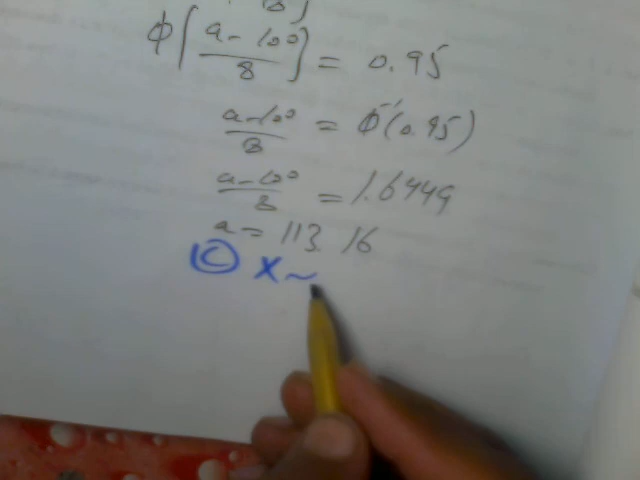 Φ((a-100)/8) = 0.95
(a-100)/8 = Φ⁻¹(0.95)
(a-100)/8 = 1.6449
a = 113.16
(C) X ~